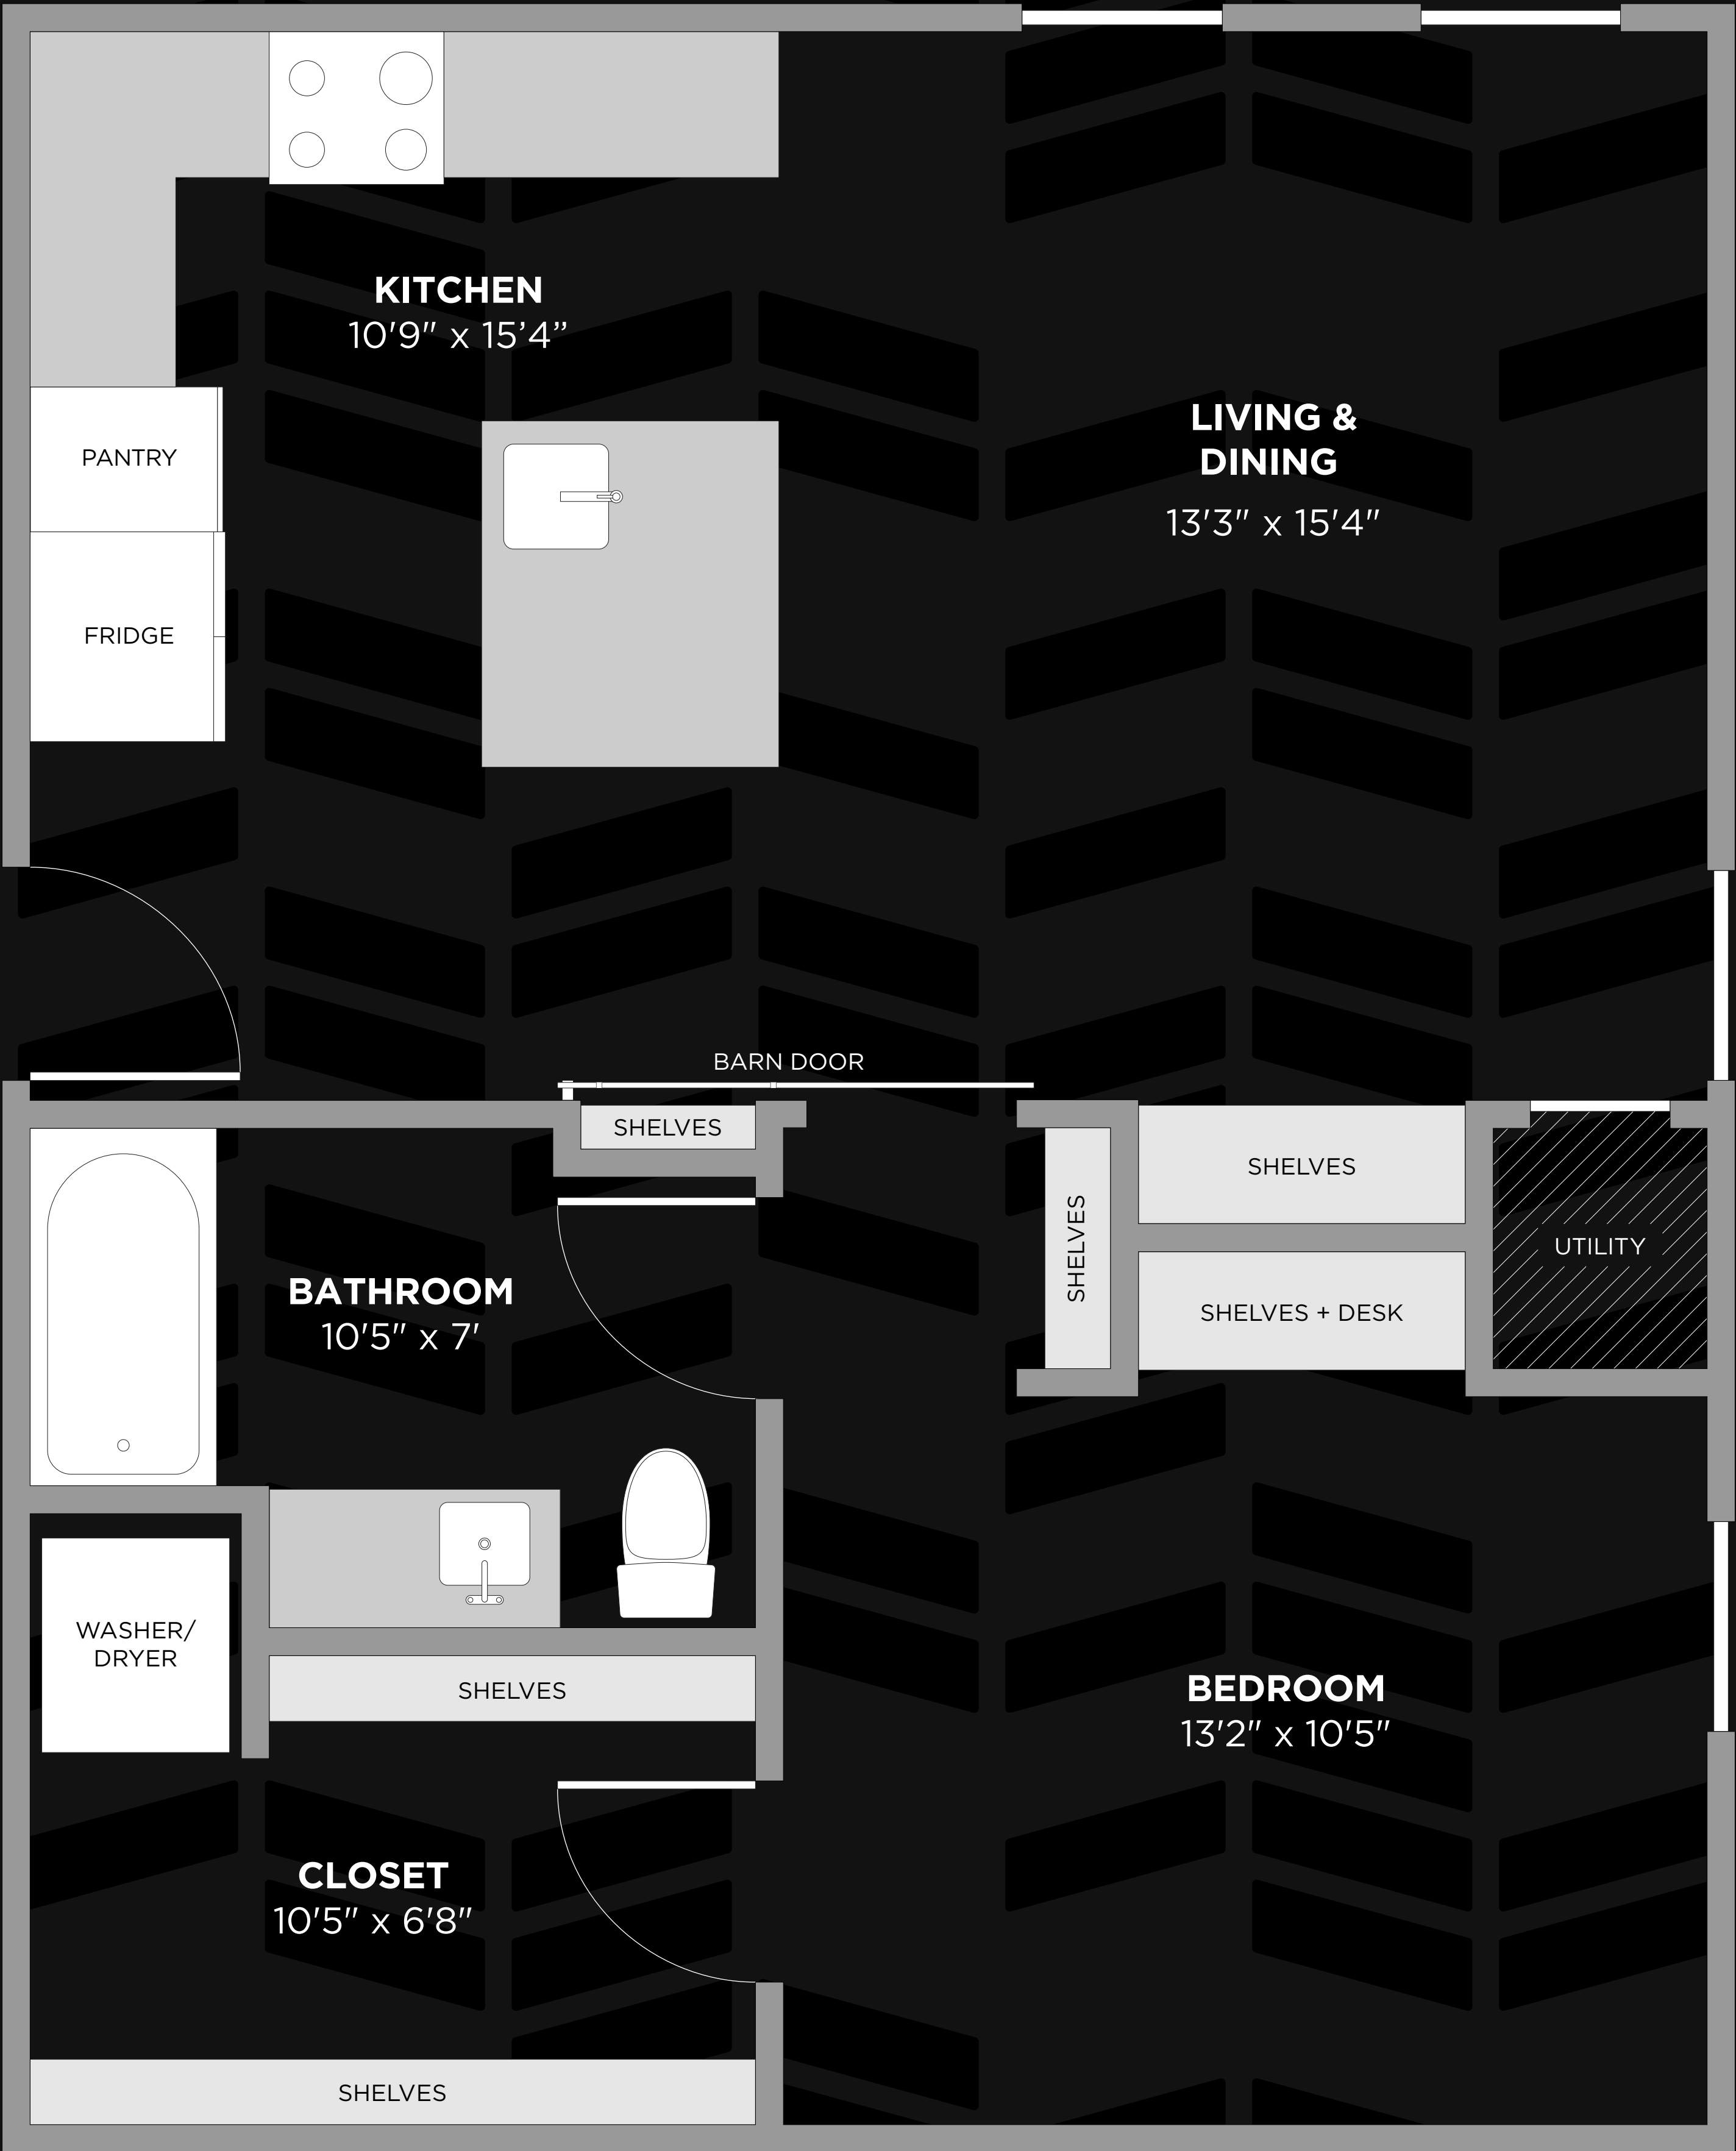 KITCHEN
10'9" x 15’4”
LIVING &
DINING
13'3" x 15'4"
PANTRY
FRIDGE
BARN DOOR
SHELVES
SHELVES
SHELVES
SHELVES + DESK
UTILITY
BATHROOM
10'5" x 7'
WASHER/
DRYER
SHELVES
BEDROOM
13'2" x 10'5"
CLOSET
10'5" x 6'8"
SHELVES